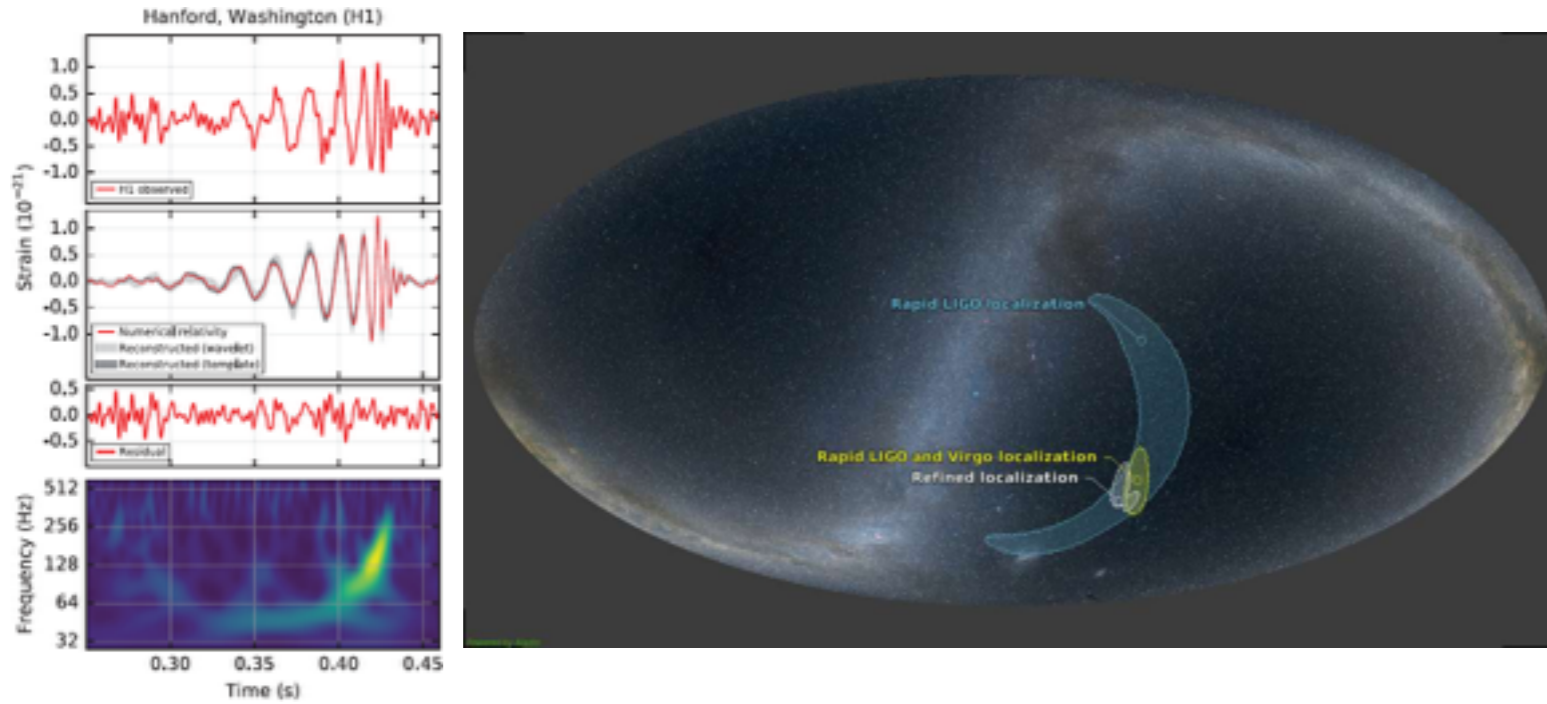 Hanford, Washington (H1)
1.0
0.5
0.0
-0.5
-1.0
H1 observed
Strain (10⁻²¹)
1.0
0.5
0.0
-0.5
-1.0
Numerical relativity
Reconstructed (wavelet)
Reconstructed (template)
0.5
0.0
-0.5
Residual
Frequency (Hz)
512
256
128
64
32
0.30 0.35 0.40 0.45
Time (s)
Rapid LIGO localization
Rapid LIGO and Virgo localization
Refined localization